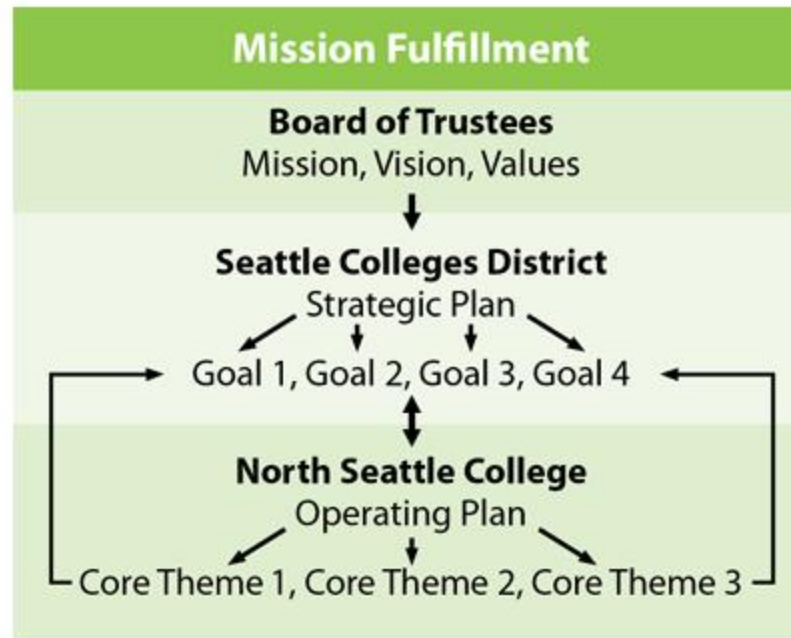 Mission Fulfillment
Board of Trustees
Mission, Vision, Values
Seattle Colleges District
Strategic Plan
Goal 1, Goal 2, Goal 3, Goal 4
North Seattle College
Operating Plan
Core Theme 1, Core Theme 2, Core Theme 3